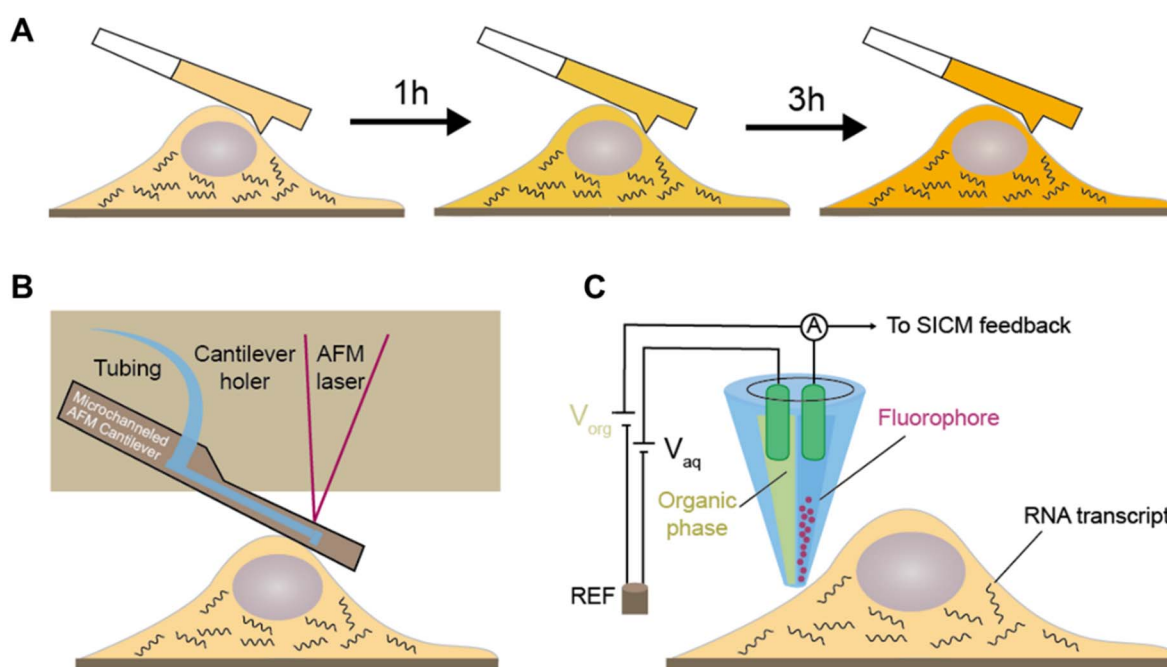 A
1h
3h
B
Tubing
Cantilever
holer
AFM
laser
Microchanneled
AFM Cantilever
C
A
To SICM feedback
Vorg
Vaq
Fluorophore
Organic
phase
RNA transcript
REF